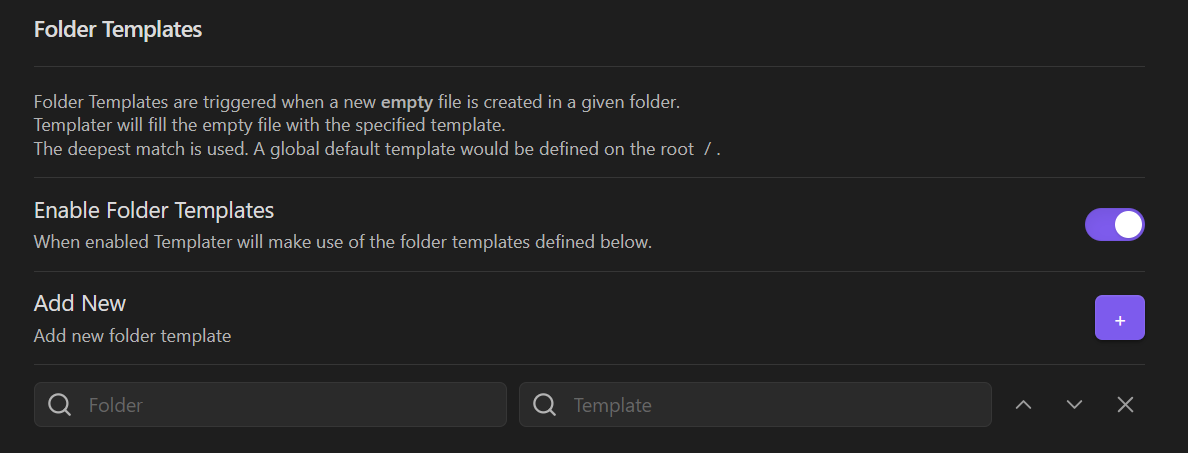 Folder Templates
Folder Templates are triggered when a new empty file is created in a given folder.
Templater will fill the empty file with the specified template.
The deepest match is used. A global default template would be defined on the root / .
Enable Folder Templates
When enabled Templater will make use of the folder templates defined below.
Add New
Add new folder template
+
Folder
Template